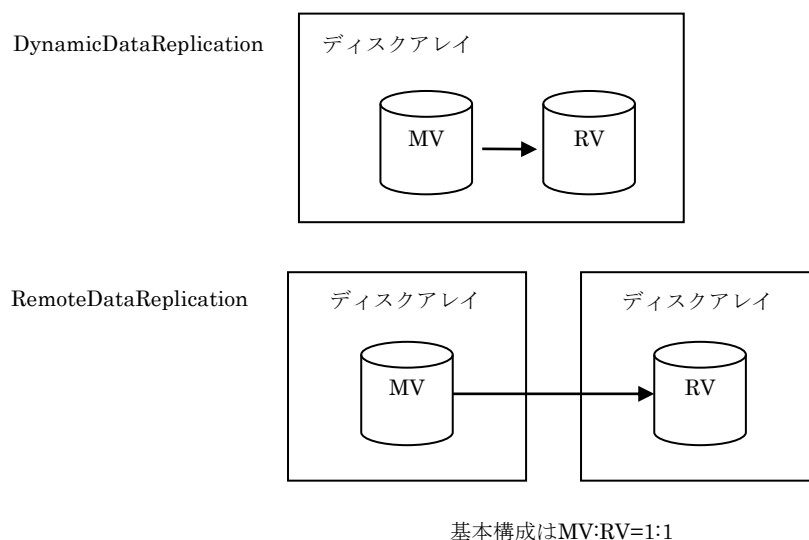 DynamicDataReplication
ディスクアレイ
MV
RV
RemoteDataReplication
ディスクアレイ
ディスクアレイ
MV
RV
基本構成はMV:RV=1:1